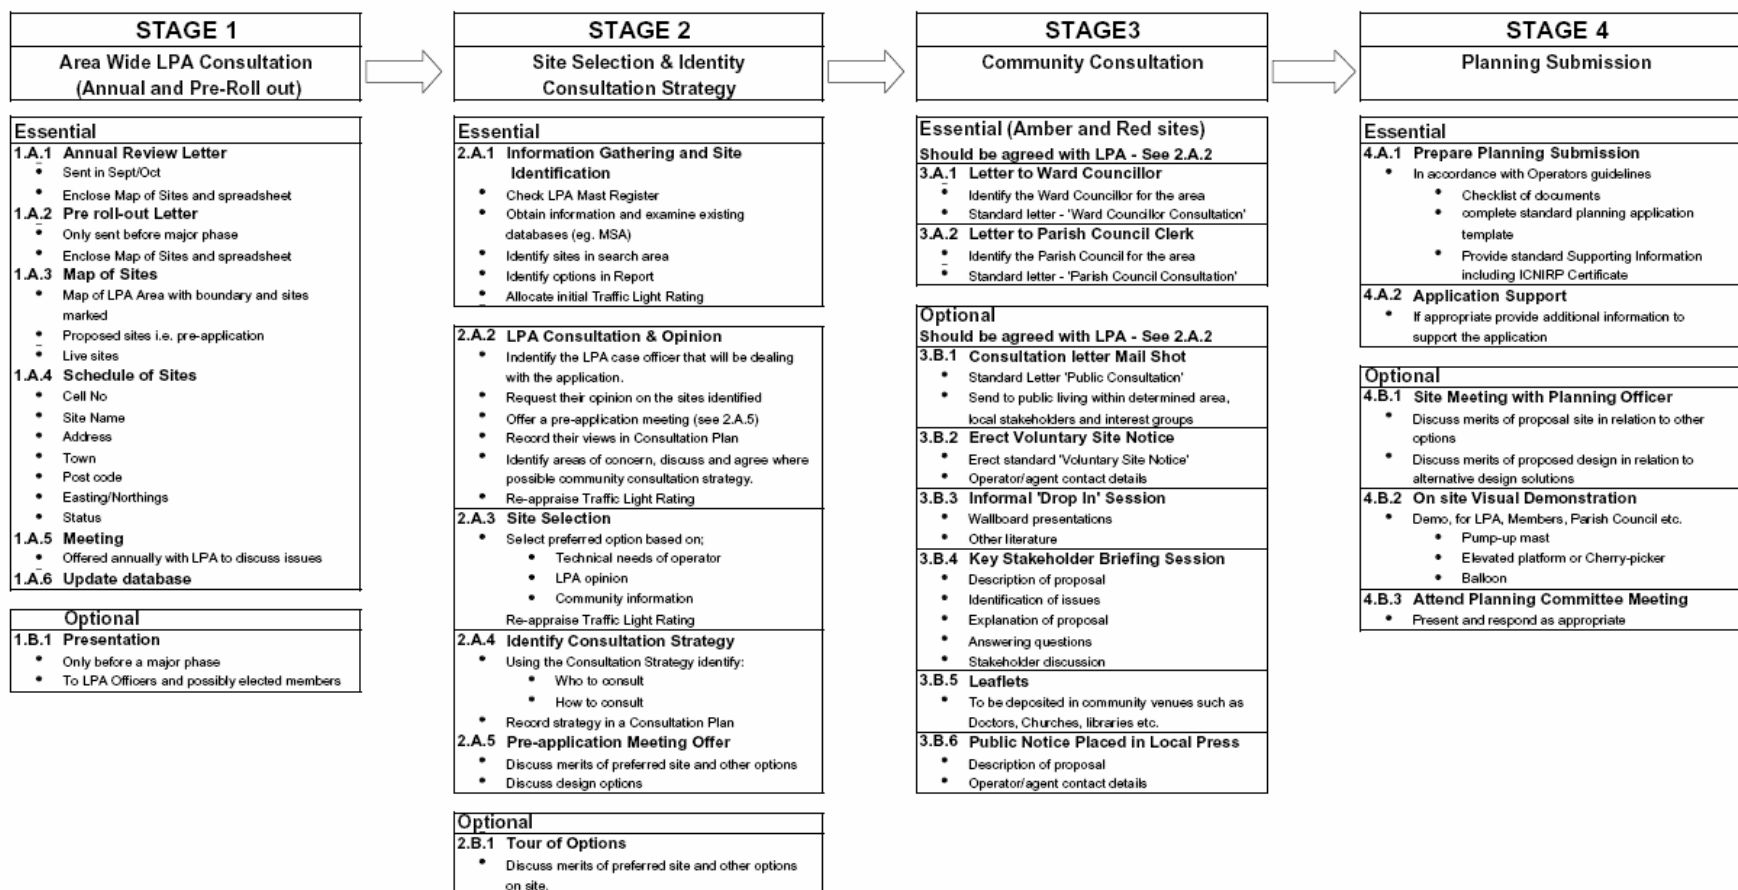 STAGE 1
Area Wide LPA Consultation
(Annual and Pre-Roll out)
Essential
1.A.1 Annual Review Letter
• Sent in Sept/Oct
• Enclose Map of Sites and spreadsheet
1.A.2 Pre roll-out Letter
• Only sent before major phase
• Enclose Map of Sites and spreadsheet
1.A.3 Map of Sites
• Map of LPA Area with boundary and sites
marked
• Proposed sites i.e. pre-application
• Live sites
1.A.4 Schedule of Sites
• Cell No
• Site Name
• Address
• Town
• Post code
• Easting/Northings
• Status
1.A.5 Meeting
• Offered annually with LPA to discuss issues
1.A.6 Update database
Optional
1.B.1 Presentation
• Only before a major phase
• To LPA Officers and possibly elected members
STAGE 2
Site Selection & Identity
Consultation Strategy
Essential
2.A.1 Information Gathering and Site
Identification
• Check LPA Mast Register
• Obtain information and examine existing
databases (eg. MSA)
• Identify sites in search area
• Identify options in Report
• Allocate initial Traffic Light Rating
2.A.2 LPA Consultation & Opinion
• Indentify the LPA case officer that will be dealing
with the application.
• Request their opinion on the sites identified
• Offer a pre-application meeting (see 2.A.5)
• Record their views in Consultation Plan
• Identify areas of concern, discuss and agree where
possible community consultation strategy.
• Re-appraise Traffic Light Rating
2.A.3 Site Selection
• Select preferred option based on;
• Technical needs of operator
• LPA opinion
• Community information
Re-appraise Traffic Light Rating
2.A.4 Identify Consultation Strategy
• Using the Consultation Strategy identify:
• Who to consult
• How to consult
• Record strategy in a Consultation Plan
2.A.5 Pre-application Meeting Offer
• Discuss merits of preferred site and other options
• Discuss design options
Optional
2.B.1 Tour of Options
• Discuss merits of preferred site and other options
on site.
STAGE3
Community Consultation
Essential (Amber and Red sites)
Should be agreed with LPA - See 2.A.2
3.A.1 Letter to Ward Councillor
• Identify the Ward Councillor for the area
• Standard letter - 'Ward Councillor Consultation'
3.A.2 Letter to Parish Council Clerk
• Identify the Parish Council for the area
• Standard letter - 'Parish Council Consultation'
Optional
Should be agreed with LPA - See 2.A.2
3.B.1 Consultation letter Mail Shot
• Standard Letter 'Public Consultation'
• Send to public living within determined area,
local stakeholders and interest groups
3.B.2 Erect Voluntary Site Notice
• Erect standard 'Voluntary Site Notice'
• Operator/agent contact details
3.B.3 Informal 'Drop In' Session
• Wallboard presentations
• Other literature
3.B.4 Key Stakeholder Briefing Session
• Description of proposal
• Identification of issues
• Explanation of proposal
• Answering questions
• Stakeholder discussion
3.B.5 Leaflets
• To be deposited in community venues such as
Doctors, Churches, libraries etc.
3.B.6 Public Notice Placed in Local Press
• Description of proposal
• Operator/agent contact details
STAGE 4
Planning Submission
Essential
4.A.1 Prepare Planning Submission
• In accordance with Operators guidelines
• Checklist of documents
• complete standard planning application
template
• Provide standard Supporting Information
including ICNIRP Certificate
4.A.2 Application Support
• If appropriate provide additional information to
support the application
Optional
4.B.1 Site Meeting with Planning Officer
• Discuss merits of proposal site in relation to other
options
• Discuss merits of proposed design in relation to
alternative design solutions
4.B.2 On site Visual Demonstration
• Demo, for LPA, Members, Parish Council etc.
• Pump-up mast
• Elevated platform or Cherry-picker
• Balloon
4.B.3 Attend Planning Committee Meeting
• Present and respond as appropriate